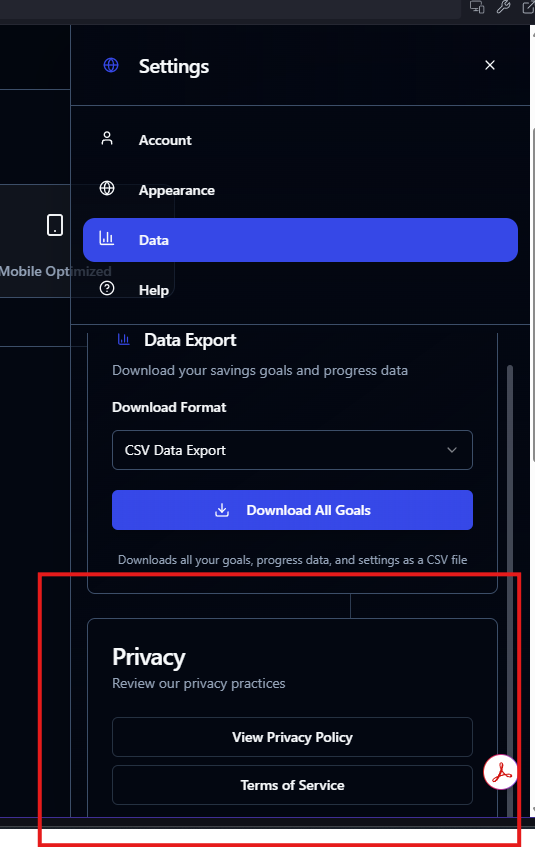 Settings
Account
Appearance
Mobile Optimized
Data
Help
Data Export
Download your savings goals and progress data
Download Format
CSV Data Export
Download All Goals
Downloads all your goals, progress data, and settings as a CSV file
Privacy
Review our privacy practices
View Privacy Policy
Terms of Service